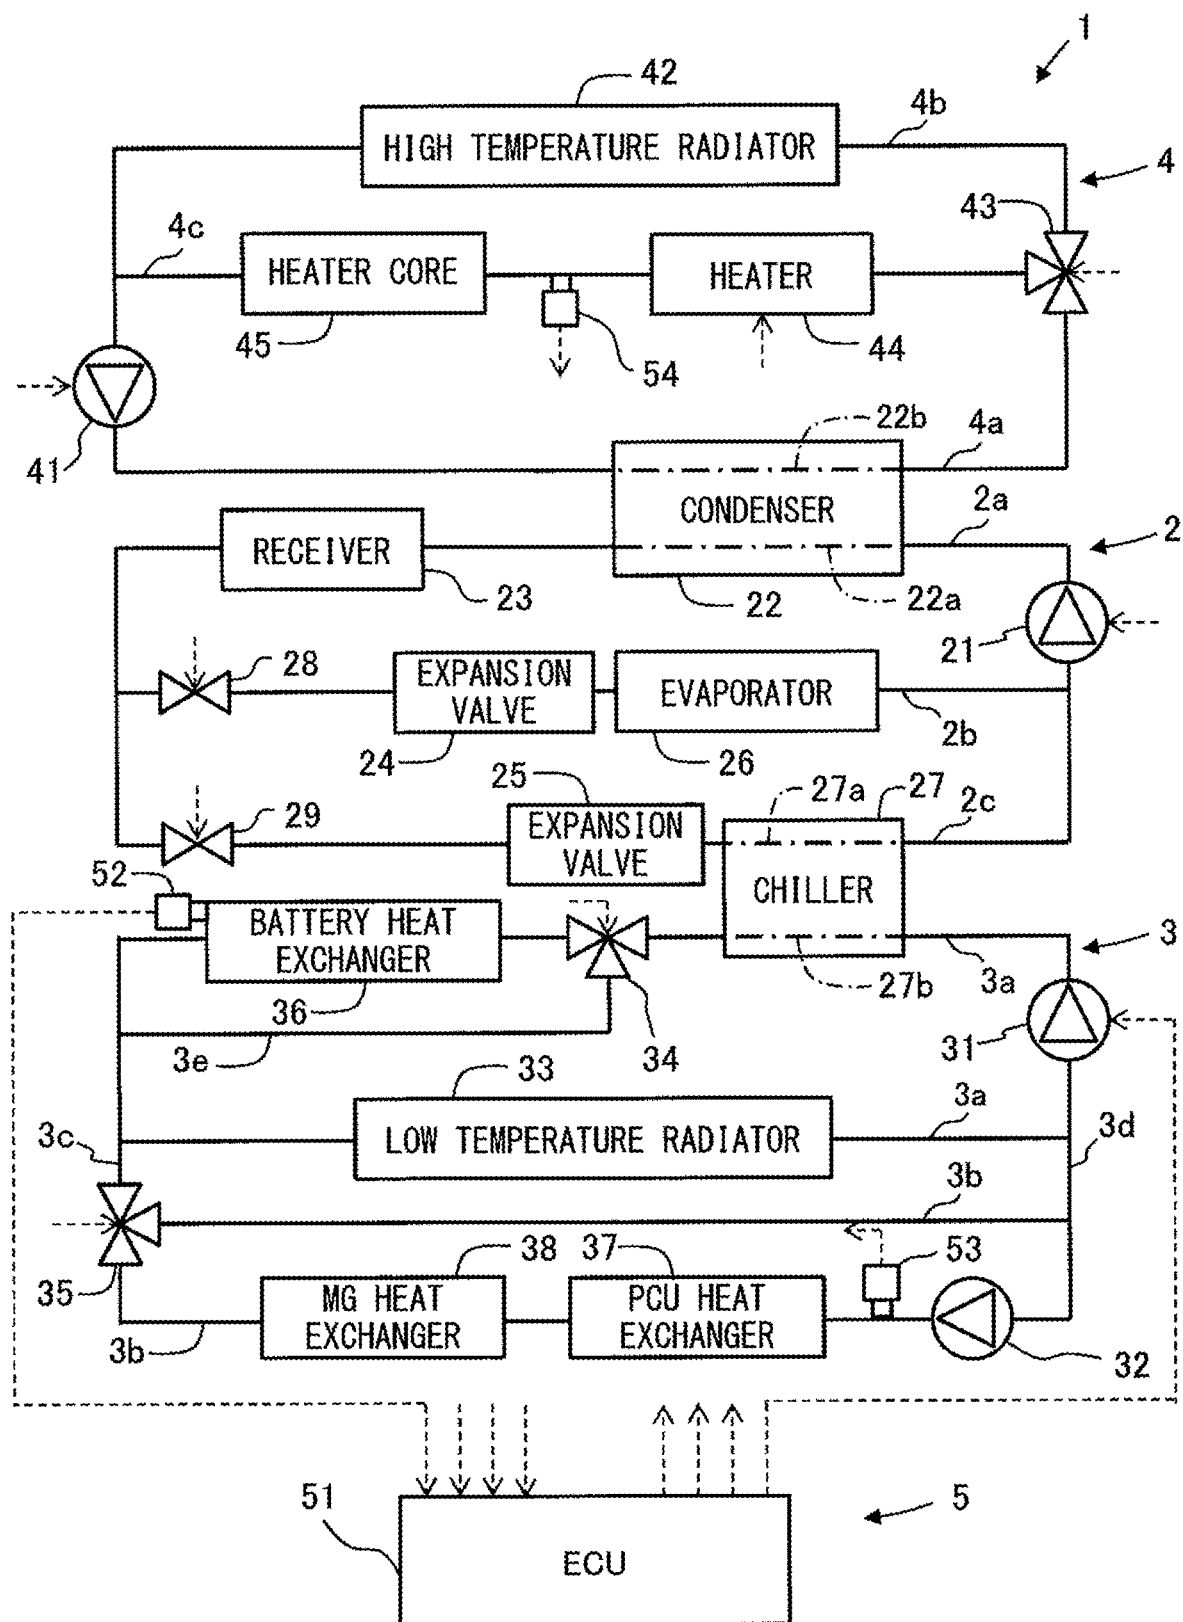 1
42
HIGH TEMPERATURE RADIATOR
4b
4
43
4c
HEATER CORE
HEATER
45
54
44
41
22b
4a
CONDENSER
2a
2
RECEIVER
23
22
22a
21
28
EXPANSION
VALVE
EVAPORATOR
24
26
2b
25
27a
27
2c
29
EXPANSION
VALVE
CHILLER
52
BATTERY HEAT
EXCHANGER
36
3e
34
27b
3a
3
31
33
LOW TEMPERATURE RADIATOR
3a
3c
3d
3b
35
38
37
53
MG HEAT
EXCHANGER
PCU HEAT
EXCHANGER
3b
32
51
ECU
5